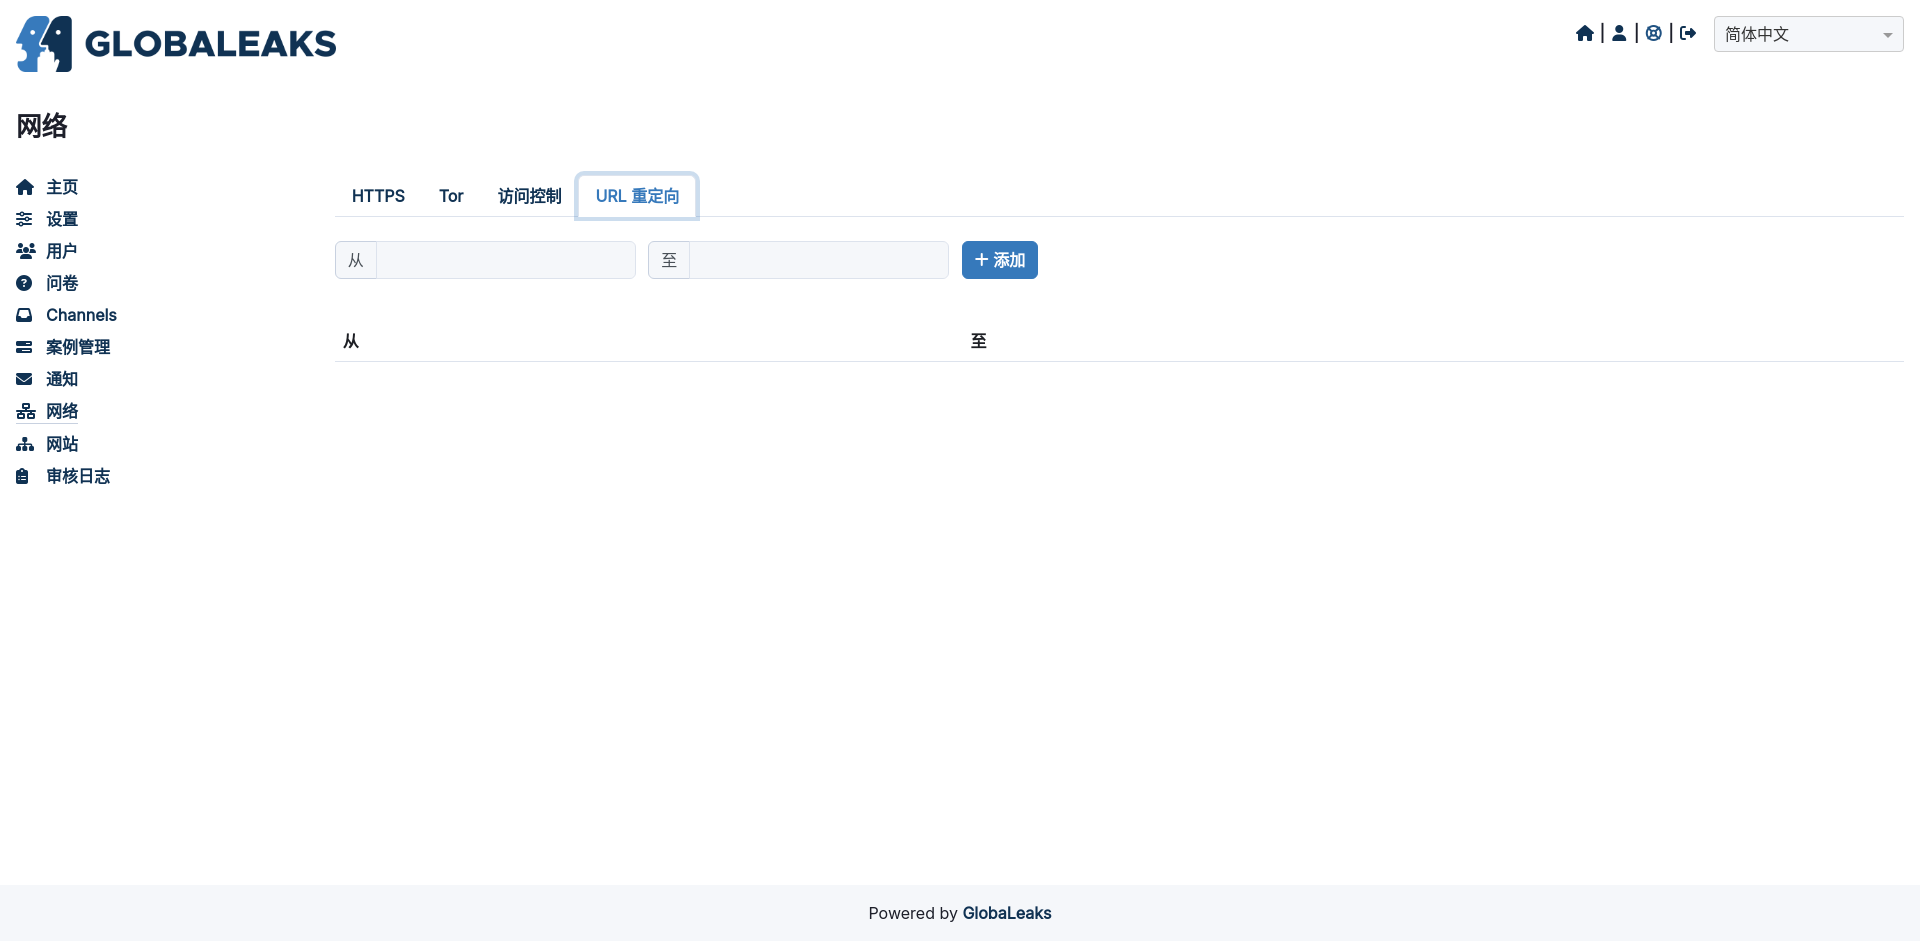 GLOBALEAKS
简体中文
网络
主页
设置
用户
问卷
Channels
案例管理
通知
网络
网站
审核日志
HTTPS Tor 访问控制 URL 重定向
从 至 + 添加
从 至
Powered by GlobaLeaks